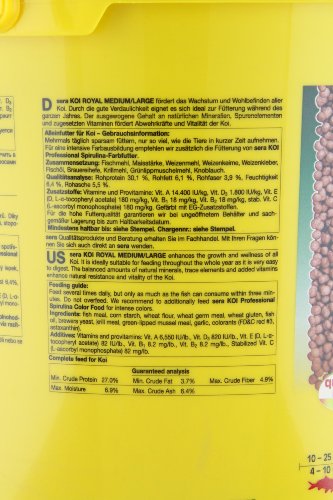 D sera KOI ROYAL MEDIUM/LARGE fördert das Wachstum und Wohlbefinden aller
Koi. Durch die gute Verdaulichkeit eignet es sich ideal zur Fütterung während des
ganzen Jahres. Der ausgewogene Gehalt an natürlichen Mineralien, Spurenelementen
und zugesetzten Vitaminen fördert Abwehrkräfte und Vitalität der Koi.
Alleinfutter für Koi – Gebrauchsinformation:
Mehrmals täglich sparsam füttern, nur so viel, wie die Tiere in kurzer Zeit aufnehmen.
Für eine intensive Farbausbildung empfehlen wir zusätzlich die Fütterung von sera KOI
Professional Spirulina-Farbfutter.
Zusammensetzung: Fischmehl, Maisstärke, Weizenmehl, Weizenkeime, Weizenkleber,
Fischöl, Brauereihefe, Krillmehl, Grünlippmuschelmehl, Knoblauch.
Qualitätsanalyse: Rohprotein 30,1 %, Rohfett 6,1 %, Rohfaser 3,9 %, Feuchtigkeit
6,4 %, Rohasche 5,5 %.
Zusatzstoffe: Vitamine und Provitamine: Vit. A 14.400 IU/kg, Vit. D₃ 1.800 IU/kg, Vit. E
(D, L-α-tocopheryl acetate) 180 mg/kg, Vit. B₁ 18 mg/kg, Vit. B₂ 18 mg/kg, stab. Vit. C
(L-ascorbyl monophosphate) 180 mg/kg. Gefärbt mit EG-Zusatzstoffen.
Für die hohe Futterqualität garantieren wir bei ungeöffnetem Behälter und sach-
gemäßer Lagerung bis zum Haltbarkeitsdatum.
Mindestens haltbar bis: siehe Stempel. Chargennr.: siehe Stempel.
sera Qualitätsprodukte und Beratung erhalten Sie im Fachhandel. Mit Ihren Fragen kön-
nen Sie sich auch direkt an sera wenden.
US sera KOI ROYAL MEDIUM/LARGE enhances the growth and wellness of all
Koi. It is ideally suitable for feeding throughout the whole year as it is very easy
to digest. The balanced amounts of natural minerals, trace elements and added vitamins
enhance natural resistance and vitality of the Koi.
Feeding guide:
Feed several times daily, but only as much as the fish can consume within three min-
utes. Do not overfeed. We recommend to additionally feed sera KOI Professional
Spirulina Color Food for intense colors.
Ingredients: fish meal, corn starch, wheat flour, wheat germ meal, wheat gluten, fish
oil, brewers yeast, krill meal, green-lipped mussel meal, garlic, colorants (FD&C red #3,
astaxanthin).
Additives: Vitamins and provitamins: Vit. A 6,550 IU/lb., Vit. D₃ 820 IU/lb., Vit. E (D, L-α-
tocopheryl acetate) 82 IU/lb., Vit. B₁ 8.2 mg/lb., Vit. B₂ 8.2 mg/lb., Stabilized Vit. C
(L-ascorbyl monophosphate) 82 mg/lb.
Complete feed for Koi
Guaranteed analysis
Min. Crude Protein 27.0% Min. Crude Fat 3.7% Max. Crude Fiber 4.9%
Max. Moisture 6.9% Max. Crude Ash 6.4%
10 - 25
4 - 10